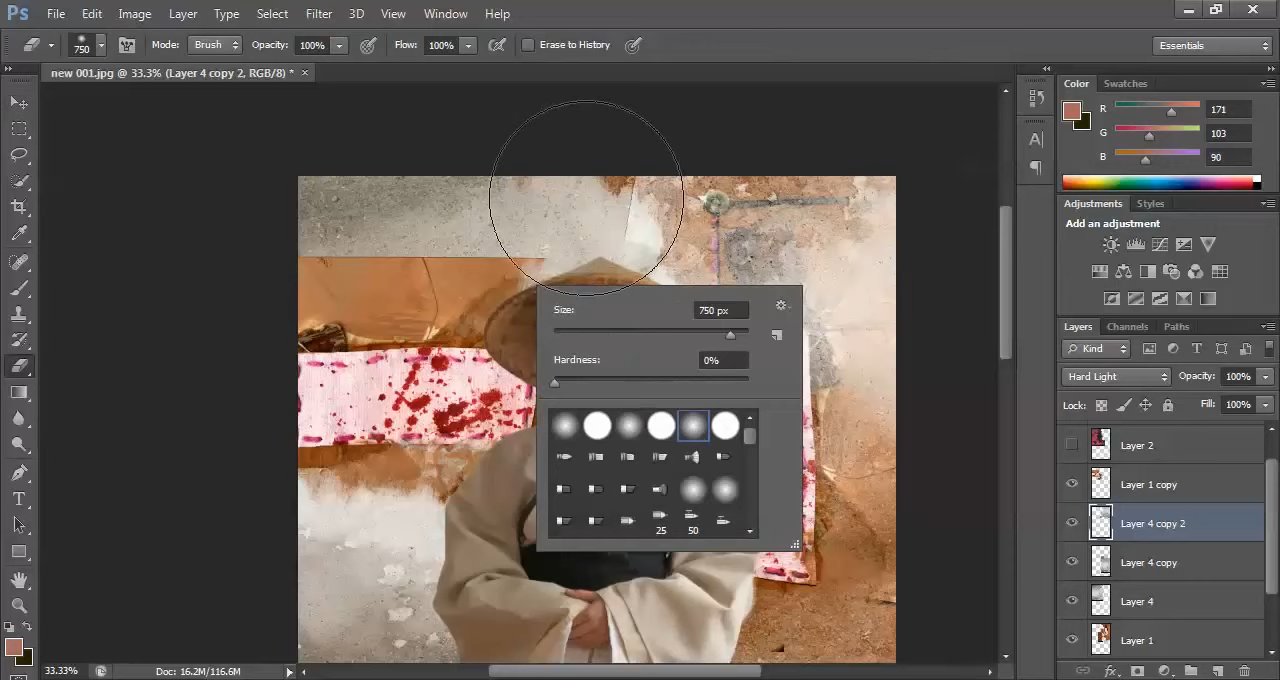 Ps File Edit Image Layer Type Select Filter 3D View Window Help
750 Mode: Brush Opacity: 100% Flow: 100% Erase to History Essentials
new 001.jpg @ 33.3% (Layer 4 copy 2, RGB/8) * ×
Color Swatches
R 171
G 103
B 90
Adjustments Styles
Add an adjustment
Size: 750 px
Hardness: 0%
25 50
Layers Channels Paths
Kind
Hard Light Opacity: 100%
Lock: Fill: 100%
Layer 2
Layer 1 copy
Layer 4 copy 2
Layer 4 copy
Layer 4
Layer 1
33.33% Doc: 16.2M/116.6M